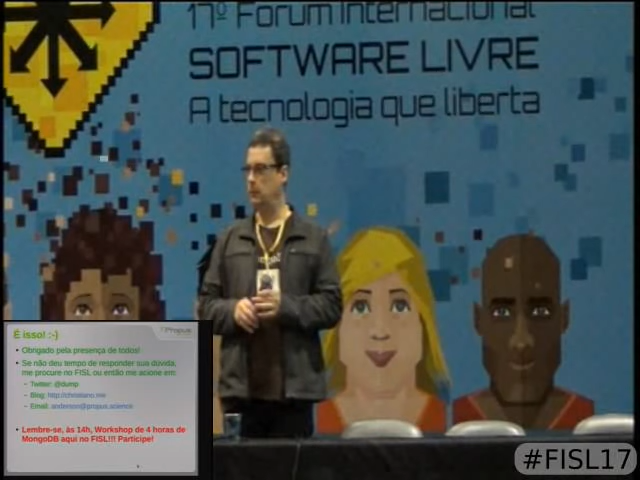 17º Fórum Internacional
SOFTWARE LIVRE
A tecnologia que liberta
Propus
É isso! :-)
• Obrigado pela presença de todos!
• Se não deu tempo de responder sua dúvida,
me procure no FISL ou então me acione em:
– Twitter: @dump
– Blog: http://christiano.me
– Email: anderson@propus.science
• Lembre-se, às 14h, Workshop de 4 horas de
MongoDB aqui no FISL!!! Participe!
#FISL17